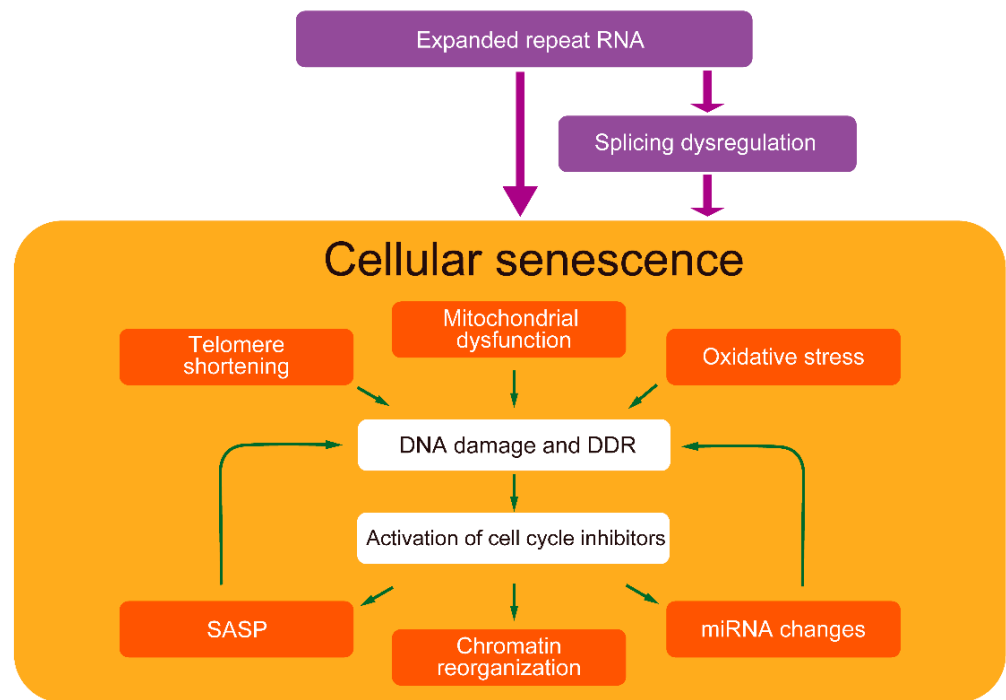 Expanded repeat RNA
Splicing dysregulation
Cellular senescence
Telomere
shortening
Mitochondrial
dysfunction
Oxidative stress
DNA damage and DDR
Activation of cell cycle inhibitors
SASP
Chromatin
reorganization
miRNA changes